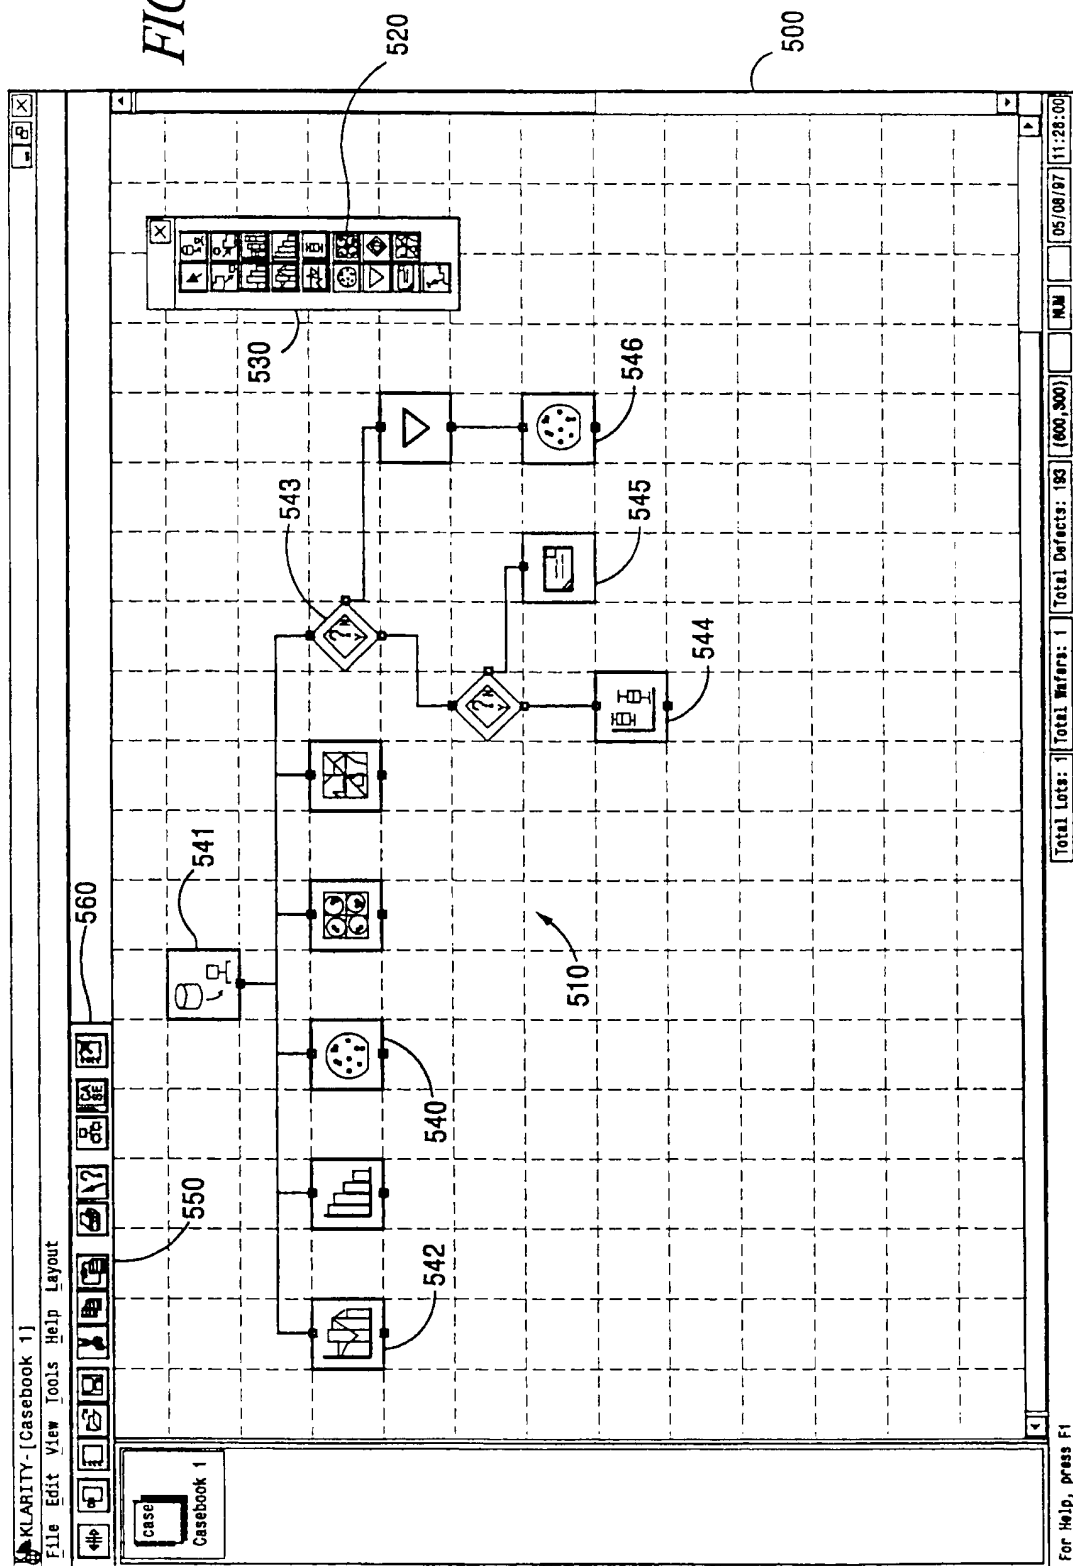 FIG
KLARITY-[Casebook 1]
File Edit View Tools Help Layout
CA
SE
560
550
case
Casebook 1
541
543
530
520
500
542
540
510
544
545
546
? N
Y
? N
Y
For Help, press F1
Total Lots: 1
Total Wafers: 1
Total Defects: 193
(600,300)
NUM
05/08/97
11:28:00